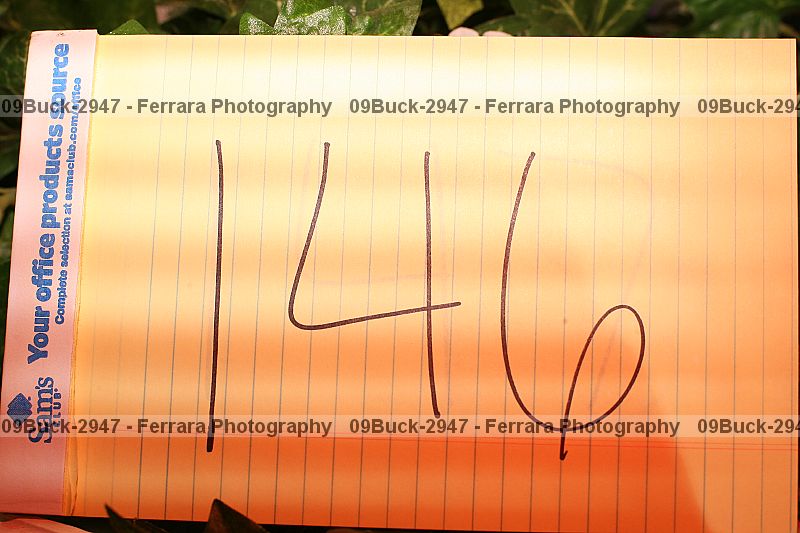 Your office products source
Complete selection at samsclub.com/office
Sam's
CLUB.
09Buck-2947 - Ferrara Photography 09Buck-2947 - Ferrara Photography 09Buck-294
146
09Buck-2947 - Ferrara Photography 09Buck-2947 - Ferrara Photography 09Buck-294